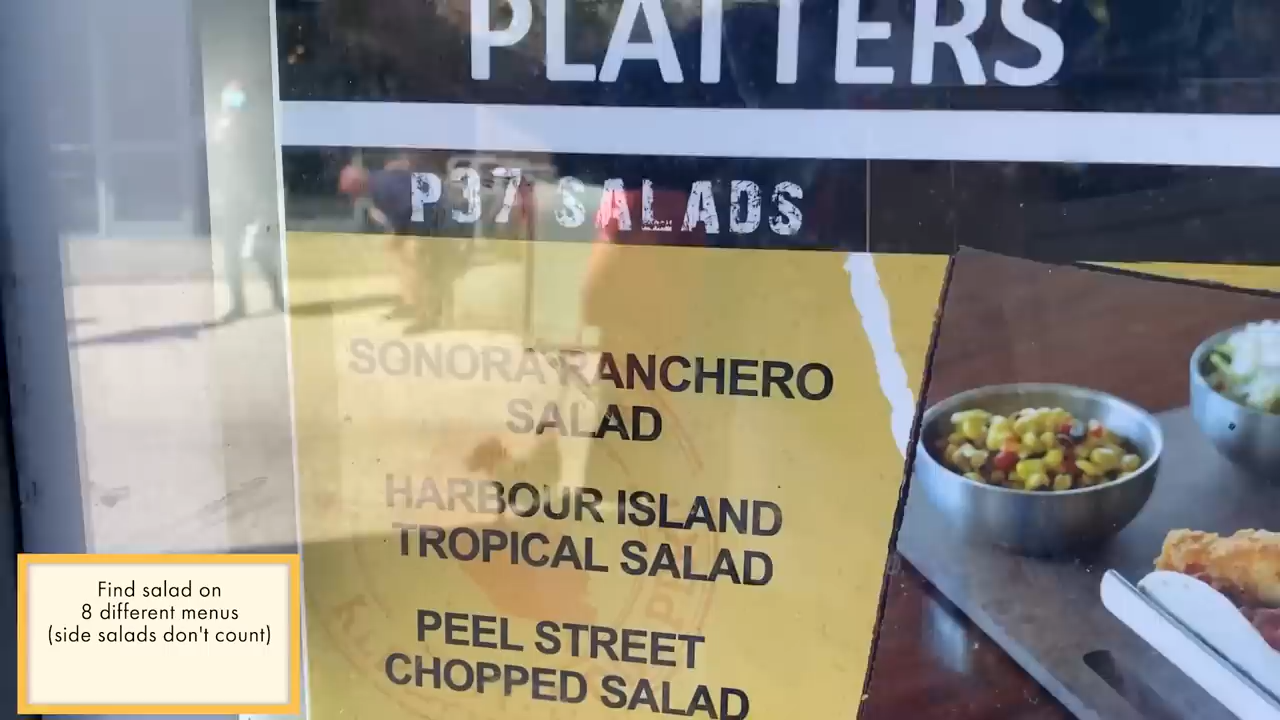 PLATTERS
P37 SALADS
SONORA RANCHERO
SALAD
HARBOUR ISLAND
TROPICAL SALAD
PEEL STREET
CHOPPED SALAD
Find salad on
8 different menus
(side salads don't count)